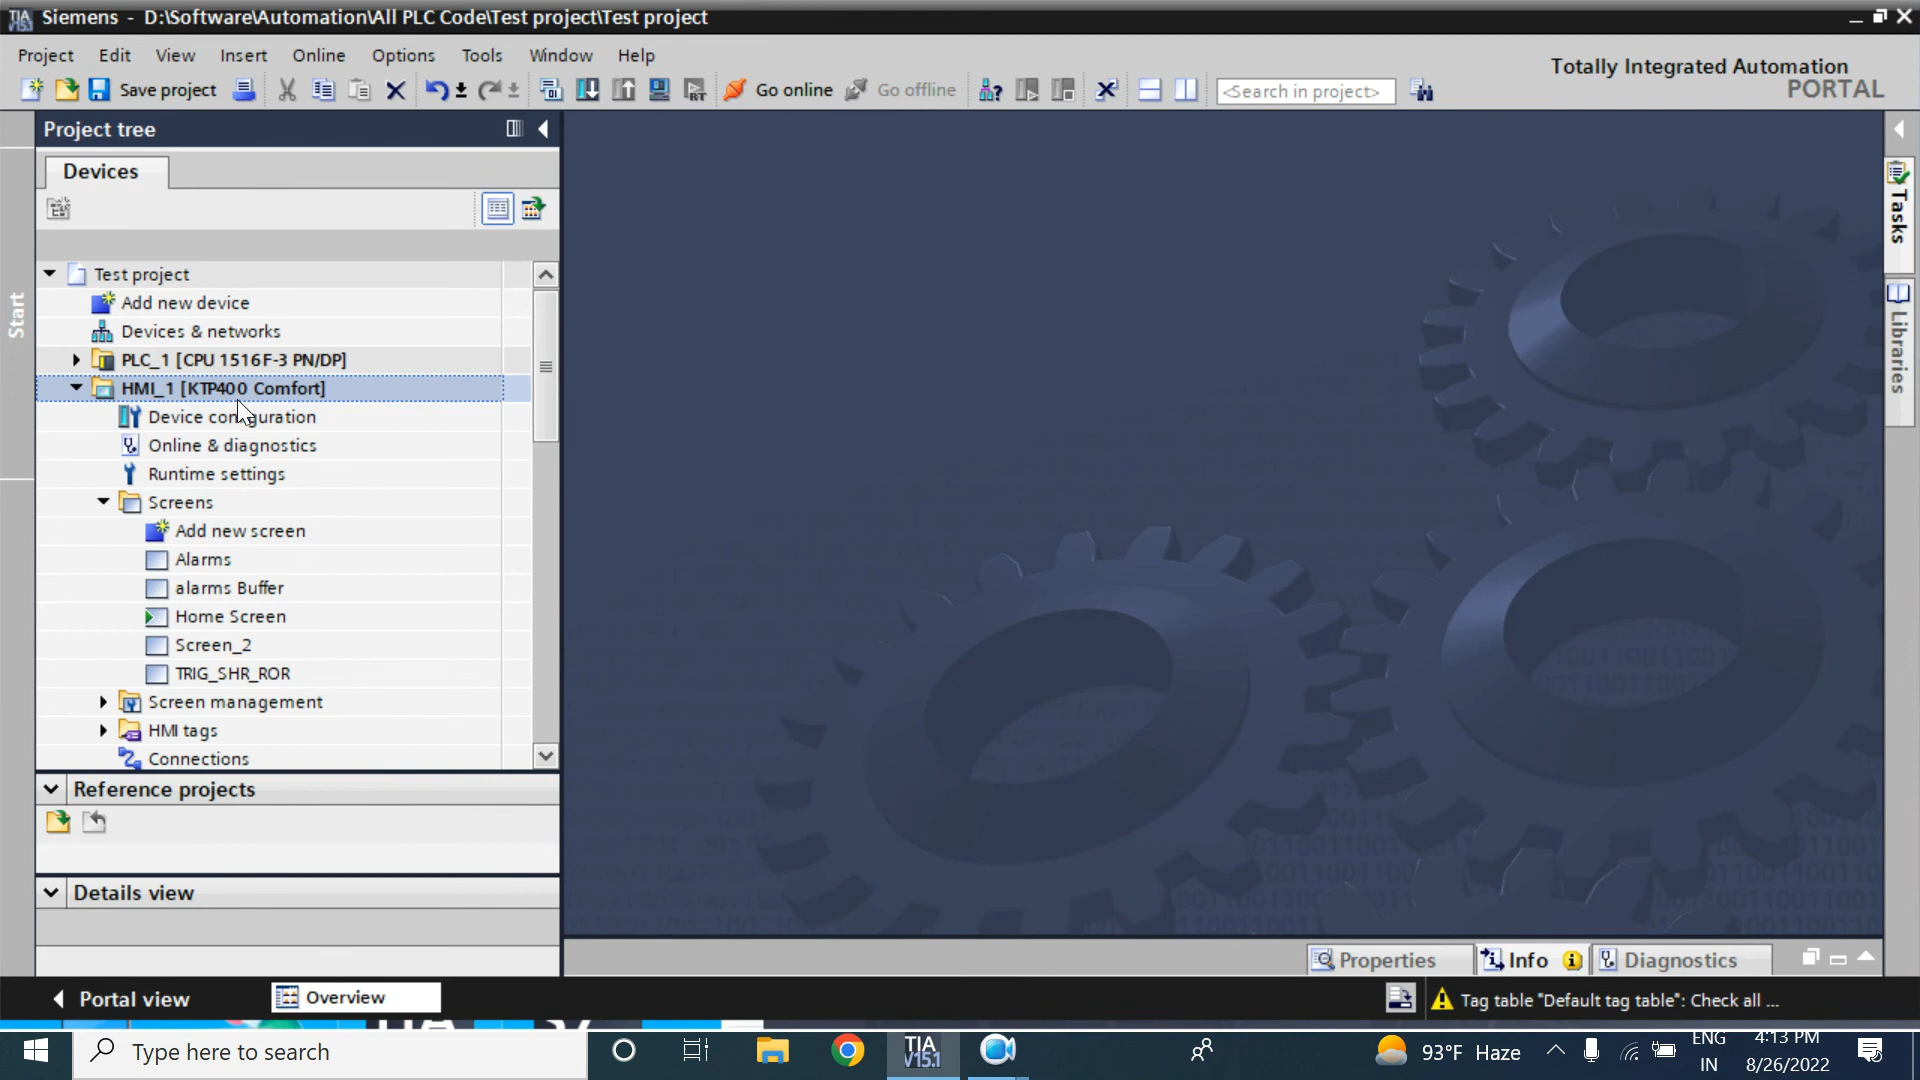 Siemens - D:\Software\Automation\All PLC Code\Test project\Test project
Project Edit View Insert Online Options Tools Window Help
Totally Integrated Automation
PORTAL
Save project Go online Go offline <Search in project>
Project tree
Devices
Start
Test project
Add new device
Devices & networks
PLC_1 [CPU 1516F-3 PN/DP]
HMI_1 [KTP400 Comfort]
Device configuration
Online & diagnostics
Runtime settings
Screens
Add new screen
Alarms
alarms Buffer
Home Screen
Screen_2
TRIG_SHR_ROR
Screen management
HMI tags
Connections
Reference projects
Details view
Tasks
Libraries
Properties Info Diagnostics
Portal view Overview
Tag table "Default tag table": Check all ...
Type here to search
TIA V15.1
93°F Haze
ENG
IN
4:13 PM
8/26/2022